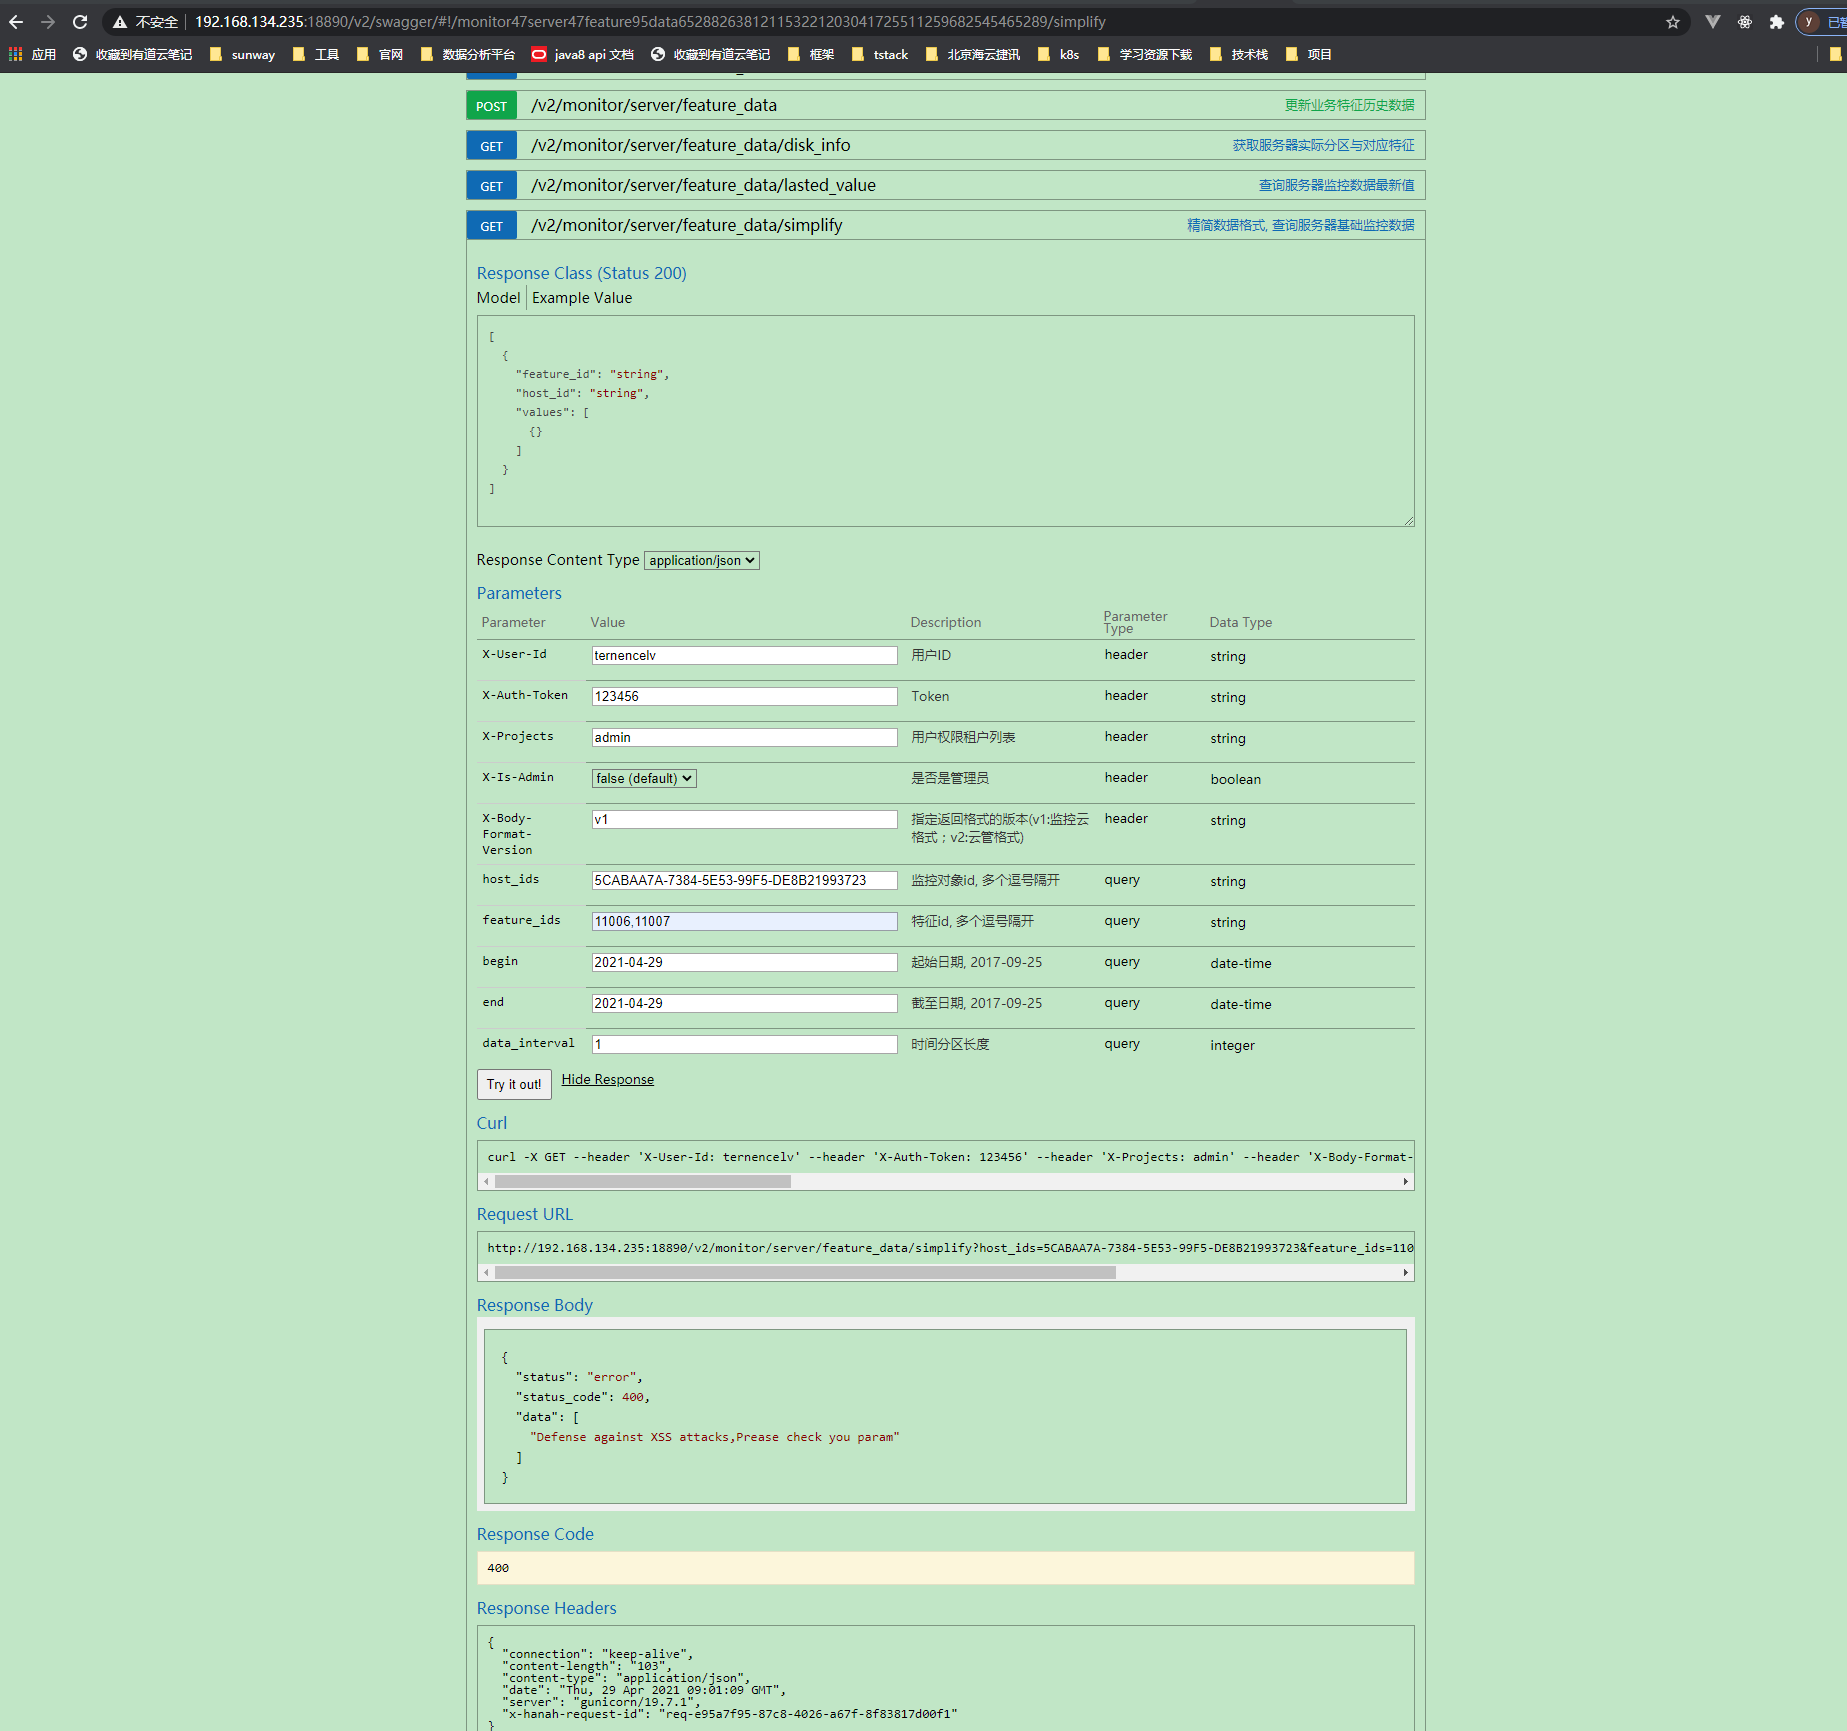 不安全 192.168.134.235:18890/v2/swagger/#!/monitor47server47feature95data65288263812115322120304172551125968254546​5289/simplify
应用 收藏到有道云笔记 sunway 工具 官网 数据分析平台 java8 api 文档 收藏到有道云笔记 框架 tstack 北京海云捷讯 k8s 学习资源下载 技术栈 项目
POST /v2/monitor/server/feature_data 更新业务特征历史数据
GET /v2/monitor/server/feature_data/disk_info 获取服务器实际分区与对应特征
GET /v2/monitor/server/feature_data/lasted_value 查询服务器监控数据最新值
GET /v2/monitor/server/feature_data/simplify 精简数据格式, 查询服务器基础监控数据
Response Class (Status 200)
Model Example Value
[
{
"feature_id": "string",
"host_id": "string",
"values": [
{}
]
}
]
Response Content Type application/json
Parameters
Parameter Value Description Parameter Type Data Type
X-User-Id ternencelv 用户ID header string
X-Auth-Token 123456 Token header string
X-Projects admin 用户权限租户列表 header string
X-Is-Admin false (default) 是否是管理员 header boolean
X-Body-Format-Version v1 指定返回格式的版本(v1:监控云格式；v2:云管格式) header string
host_ids 5CABAA7A-7384-5E53-99F5-DE8B21993723 监控对象id, 多个逗号隔开 query string
feature_ids 11006,11007 特征id, 多个逗号隔开 query string
begin 2021-04-29 起始日期, 2017-09-25 query date-time
end 2021-04-29 截至日期, 2017-09-25 query date-time
data_interval 1 时间分区长度 query integer
Try it out! Hide Response
Curl
curl -X GET --header 'X-User-Id: ternencelv' --header 'X-Auth-Token: 123456' --header 'X-Projects: admin' --header 'X-Body-Format-
Request URL
http://192.168.134.235:18890/v2/monitor/server/feature_data/simplify?host_ids=5CABAA7A-7384-5E53-99F5-DE8B21993723&feature_ids=110
Response Body
{
"status": "error",
"status_code": 400,
"data": [
"Defense against XSS attacks,Prease check you param"
]
}
Response Code
400
Response Headers
{
"connection": "keep-alive",
"content-length": "103",
"content-type": "application/json",
"date": "Thu, 29 Apr 2021 09:01:09 GMT",
"server": "gunicorn/19.7.1",
"x-hanah-request-id": "req-e95a7f95-87c8-4026-a67f-8f83817d00f1"
}